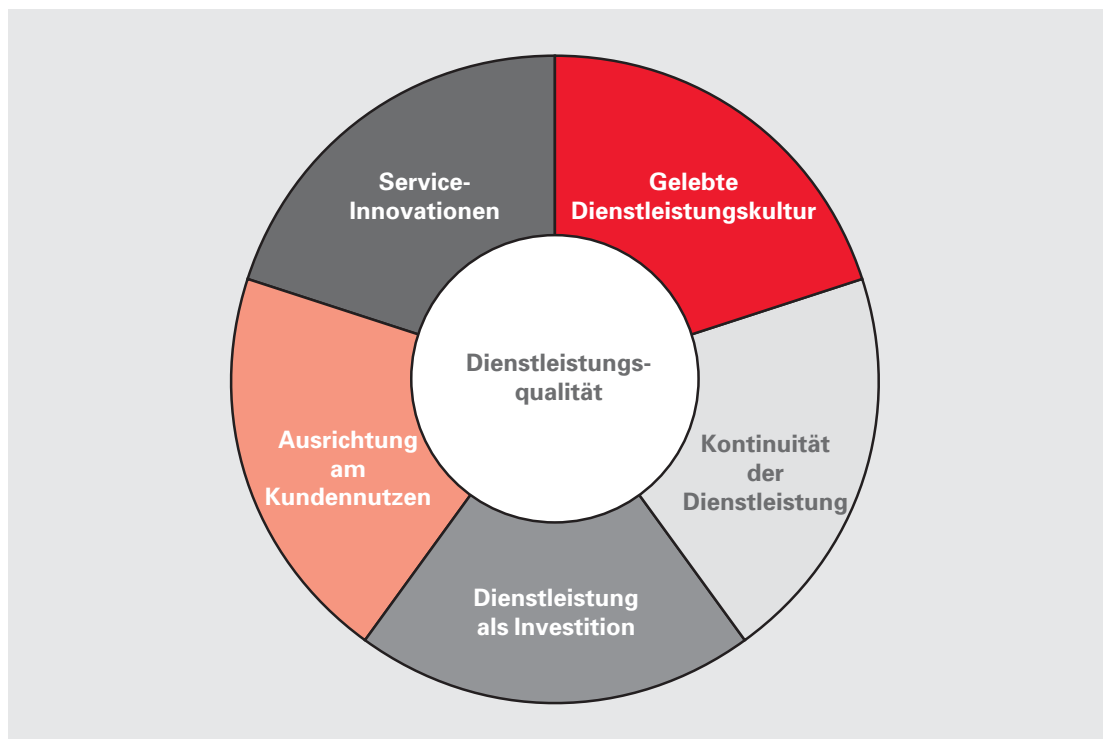 Service-
Innovationen
Gelebte
Dienstleistungskultur
Dienstleistungs-
qualität
Ausrichtung
am
Kundennutzen
Kontinuität
der
Dienstleistung
Dienstleistung
als Investition